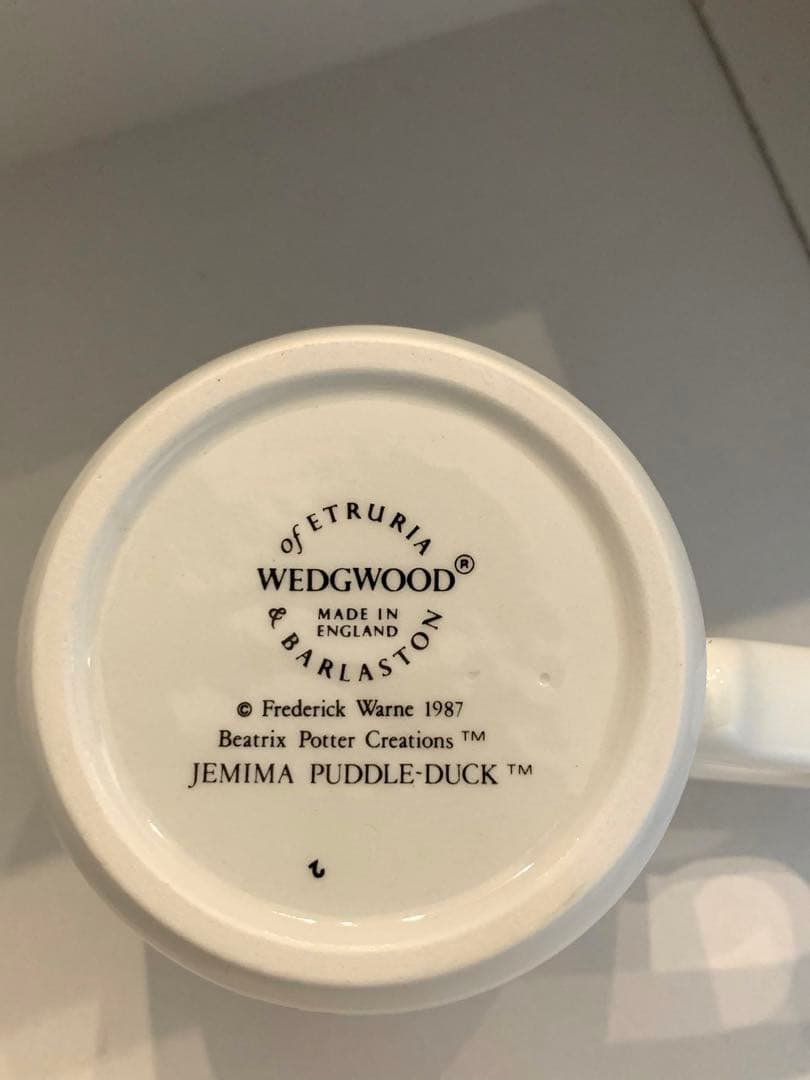 of ETRURIA
WEDGWOOD®
MADE IN
ENGLAND
& BARLASTON
© Frederick Warne 1987
Beatrix Potter Creations ™
JEMIMA PUDDLE-DUCK ™